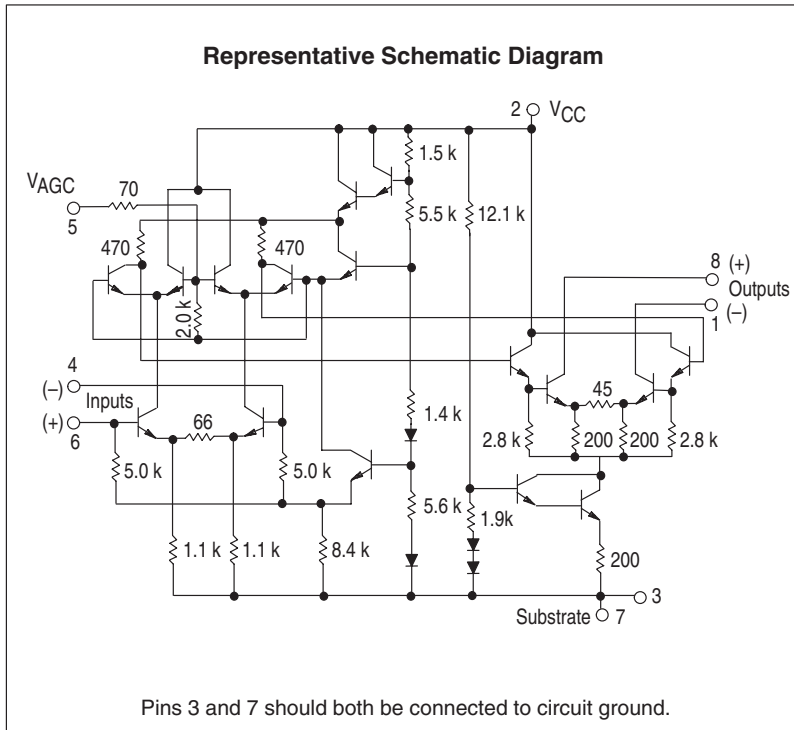 Representative Schematic Diagram
2 VCC
1.5 k
VAGC 70
5
5.5 k 12.1 k
470 470
8 (+)
Outputs
(–)
1
2.0 k
4
(–)
Inputs
(+)
6
66
45
1.4 k
2.8 k 200 200 2.8 k
5.0 k 5.0 k
5.6 k 1.9k
1.1 k 1.1 k 8.4 k
200
3
Substrate 7
Pins 3 and 7 should both be connected to circuit ground.